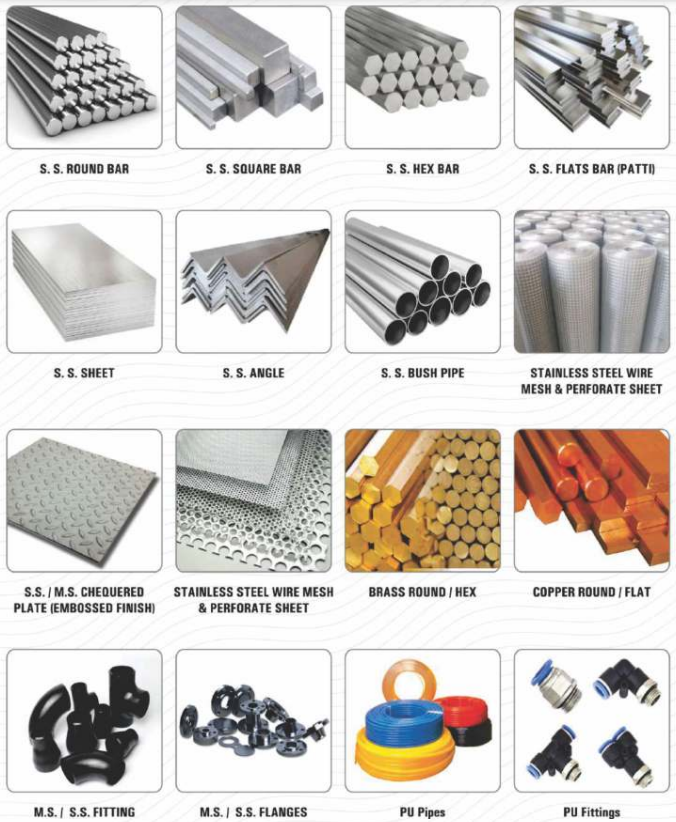 S. S. ROUND BAR
S. S. SQUARE BAR
S. S. HEX BAR
S. S. FLATS BAR (PATTI)
S. S. SHEET
S. S. ANGLE
S. S. BUSH PIPE
STAINLESS STEEL WIRE
MESH & PERFORATE SHEET
S.S. / M.S. CHEQUERED
PLATE (EMBOSSED FINISH)
STAINLESS STEEL WIRE MESH
& PERFORATE SHEET
BRASS ROUND / HEX
COPPER ROUND / FLAT
M.S. / S.S. FITTING
M.S. / S.S. FLANGES
PU Pipes
PU Fittings